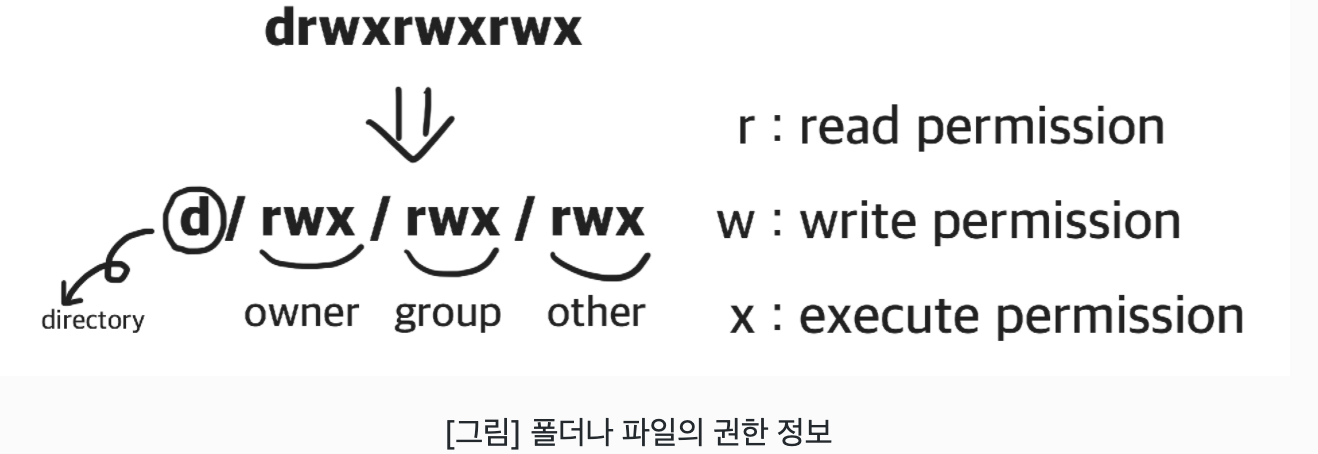 drwxrwxrwx
d/ rwx / rwx / rwx
directory
owner group other
r : read permission
w : write permission
x : execute permission
[그림] 폴더나 파일의 권한 정보